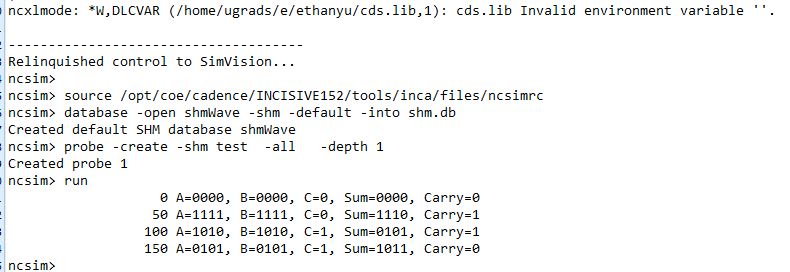 ncxlmode: *W,DLCVAR (/home/ugrads/e/ethanyu/cds.lib,1): cds.lib Invalid environment variable ''.
-------------------------------------
Relinquished control to SimVision...
ncsim>
ncsim> source /opt/coe/cadence/INCISIVE152/tools/inca/files/ncsimrc
ncsim> database -open shmWave -shm -default -into shm.db
Created default SHM database shmWave
ncsim> probe -create -shm test  -all   -depth 1
Created probe 1
ncsim> run
                   0 A=0000, B=0000, C=0, Sum=0000, Carry=0
                  50 A=1111, B=1111, C=0, Sum=1110, Carry=1
                 100 A=1010, B=1010, C=1, Sum=0101, Carry=1
                 150 A=0101, B=0101, C=1, Sum=1011, Carry=0
ncsim>